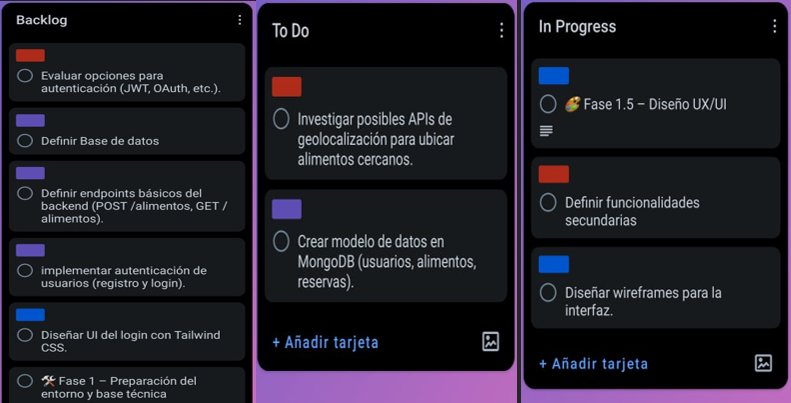 Backlog
Evaluar opciones para
autenticación (JWT, OAuth, etc.).
Definir Base de datos
Definir endpoints básicos del
backend (POST /alimentos, GET /
alimentos).
implementar autenticación de
usuarios (registro y login).
Diseñar UI del login con Tailwind
CSS.
🛠️ Fase 1 – Preparación del
entorno y base técnica
To Do
Investigar posibles APIs de
geolocalización para ubicar
alimentos cercanos.
Crear modelo de datos en
MongoDB (usuarios, alimentos,
reservas).
+ Añadir tarjeta
In Progress
🎨 Fase 1.5 – Diseño UX/UI
Definir funcionalidades
secundarias
Diseñar wireframes para la
interfaz.
+ Añadir tarjeta